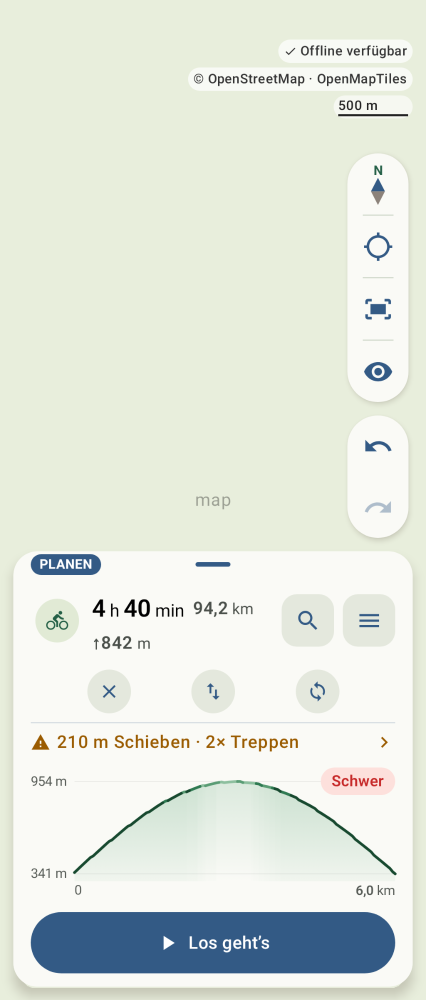 ✓ Offline verfügbar
© OpenStreetMap · OpenMapTiles
500 m
N
map
PLANEN
4 h 40 min 94,2 km
↑842 m
210 m Schieben · 2× Treppen
954 m
Schwer
341 m
0
6,0 km
Los geht’s